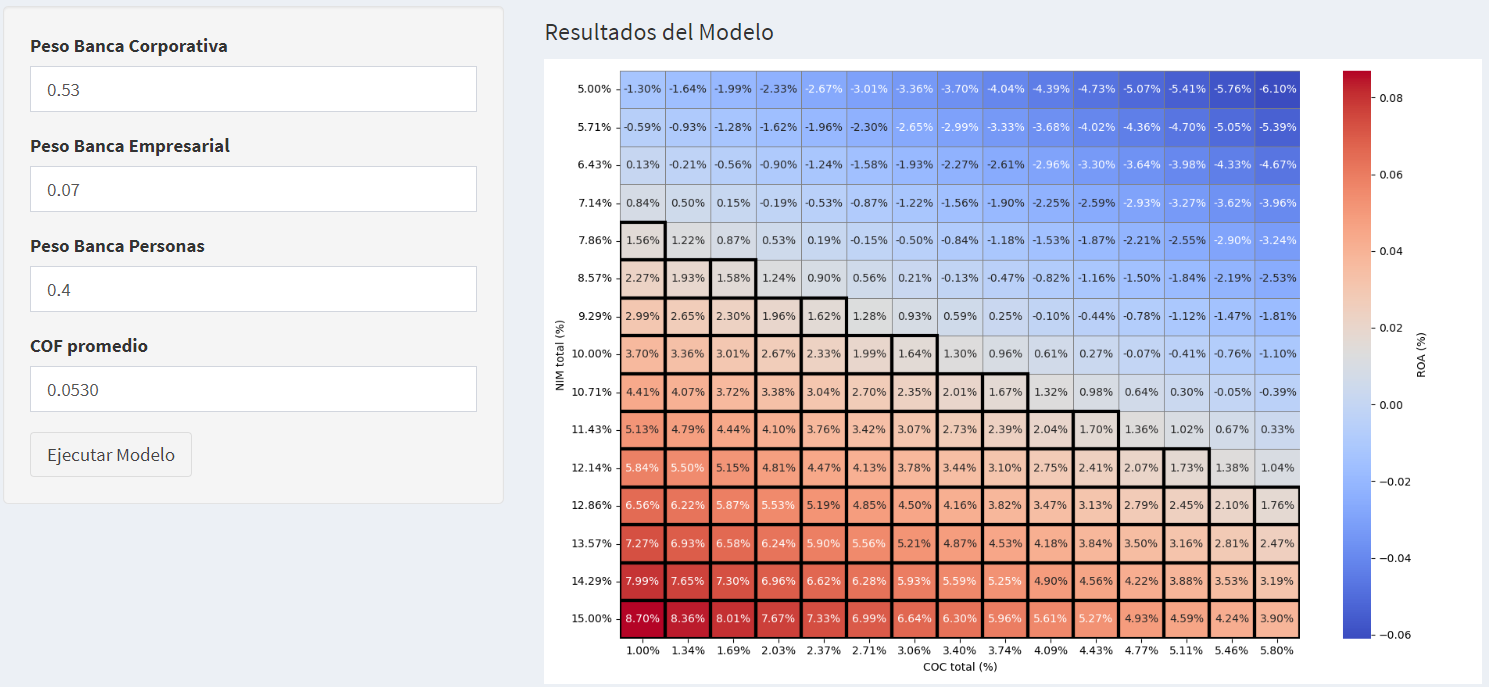 Peso Banca Corporativa
0.53
Peso Banca Empresarial
0.07
Peso Banca Personas
0.4
COF promedio
0.0530
Ejecutar Modelo
Resultados del Modelo
5.00% -1.30% -1.64% -1.99% -2.33% -2.67% -3.01% -3.36% -3.70% -4.04% -4.39% -4.73% -5.07% -5.41% -5.76% -6.10%
5.71% -0.59% -0.93% -1.28% -1.62% -1.96% -2.30% -2.65% -2.99% -3.33% -3.68% -4.02% -4.36% -4.70% -5.05% -5.39%
6.43% 0.13% -0.21% -0.56% -0.90% -1.24% -1.58% -1.93% -2.27% -2.61% -2.96% -3.30% -3.64% -3.98% -4.33% -4.67%
7.14% 0.84% 0.50% 0.15% -0.19% -0.53% -0.87% -1.22% -1.56% -1.90% -2.25% -2.59% -2.93% -3.27% -3.62% -3.96%
7.86% 1.56% 1.22% 0.87% 0.53% 0.19% -0.15% -0.50% -0.84% -1.18% -1.53% -1.87% -2.21% -2.55% -2.90% -3.24%
8.57% 2.27% 1.93% 1.58% 1.24% 0.90% 0.56% 0.21% -0.13% -0.47% -0.82% -1.16% -1.50% -1.84% -2.19% -2.53%
9.29% 2.99% 2.65% 2.30% 1.96% 1.62% 1.28% 0.93% 0.59% 0.25% -0.10% -0.44% -0.78% -1.12% -1.47% -1.81%
10.00% 3.70% 3.36% 3.01% 2.67% 2.33% 1.99% 1.64% 1.30% 0.96% 0.61% 0.27% -0.07% -0.41% -0.76% -1.10%
10.71% 4.41% 4.07% 3.72% 3.38% 3.04% 2.70% 2.35% 2.01% 1.67% 1.32% 0.98% 0.64% 0.30% -0.05% -0.39%
11.43% 5.13% 4.79% 4.44% 4.10% 3.76% 3.42% 3.07% 2.73% 2.39% 2.04% 1.70% 1.36% 1.02% 0.67% 0.33%
12.14% 5.84% 5.50% 5.15% 4.81% 4.47% 4.13% 3.78% 3.44% 3.10% 2.75% 2.41% 2.07% 1.73% 1.38% 1.04%
12.86% 6.56% 6.22% 5.87% 5.53% 5.19% 4.85% 4.50% 4.16% 3.82% 3.47% 3.13% 2.79% 2.45% 2.10% 1.76%
13.57% 7.27% 6.93% 6.58% 6.24% 5.90% 5.56% 5.21% 4.87% 4.53% 4.18% 3.84% 3.50% 3.16% 2.81% 2.47%
14.29% 7.99% 7.65% 7.30% 6.96% 6.62% 6.28% 5.93% 5.59% 5.25% 4.90% 4.56% 4.22% 3.88% 3.53% 3.19%
15.00% 8.70% 8.36% 8.01% 7.67% 7.33% 6.99% 6.64% 6.30% 5.96% 5.61% 5.27% 4.93% 4.59% 4.24% 3.90%
1.00% 1.34% 1.69% 2.03% 2.37% 2.71% 3.06% 3.40% 3.74% 4.09% 4.43% 4.77% 5.11% 5.46% 5.80%
NIM total (%)
COC total (%)
0.08
0.06
0.04
0.02
0.00
−0.02
−0.04
−0.06
ROA (%)